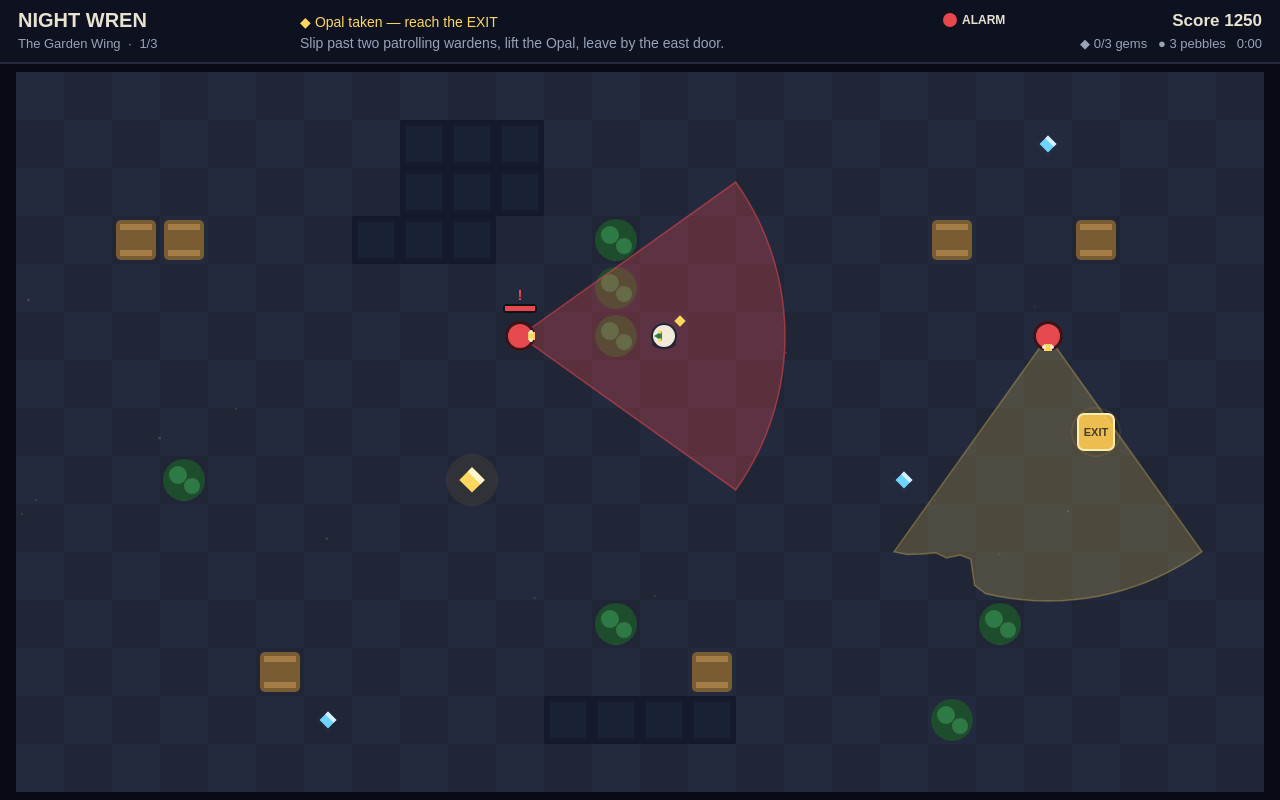 NIGHT WREN
The Garden Wing · 1/3
◆ Opal taken — reach the EXIT
Slip past two patrolling wardens, lift the Opal, leave by the east door.
ALARM
Score 1250
◆ 0/3 gems ● 3 pebbles 0:00
!
EXIT